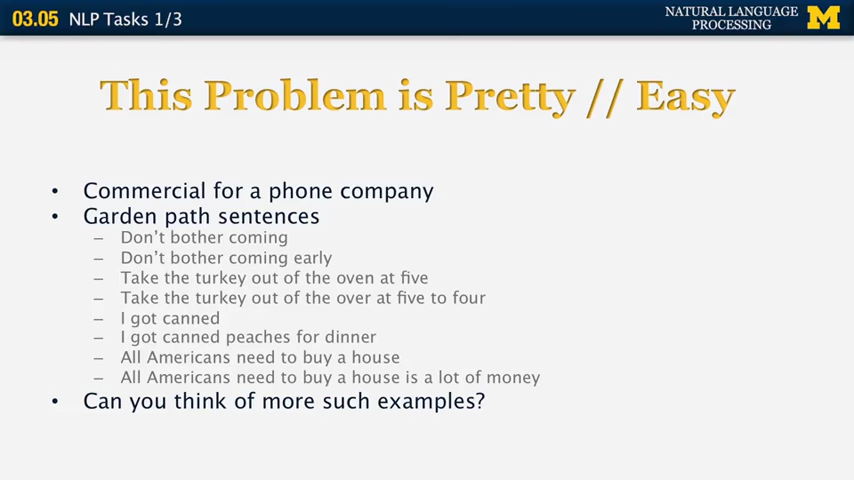 03.05 NLP Tasks 1/3
NATURAL LANGUAGE
PROCESSING
M
This Problem is Pretty // Easy
• Commercial for a phone company
• Garden path sentences
– Don't bother coming
– Don't bother coming early
– Take the turkey out of the oven at five
– Take the turkey out of the over at five to four
– I got canned
– I got canned peaches for dinner
– All Americans need to buy a house
– All Americans need to buy a house is a lot of money
• Can you think of more such examples?